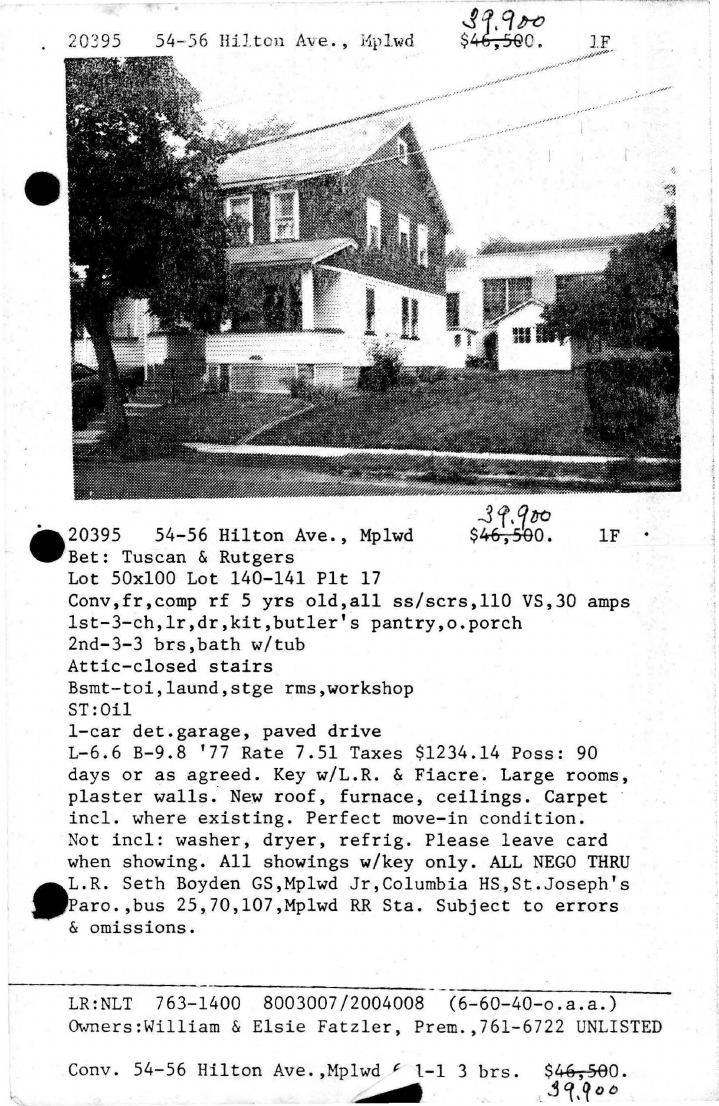 39.900
20395 54-56 Hilton Ave., Mplwd $46,500. 1F
39.900
20395 54-56 Hilton Ave., Mplwd $46,500. 1F
Bet: Tuscan & Rutgers
Lot 50x100 Lot 140-141 Plt 17
Conv,fr,comp rf 5 yrs old,all ss/scrs,110 VS,30 amps
1st-3-ch,lr,dr,kit,butler's pantry,o.porch
2nd-3-3 brs,bath w/tub
Attic-closed stairs
Bsmt-toi,laund,stge rms,workshop
ST:Oil
1-car det.garage, paved drive
L-6.6 B-9.8 '77 Rate 7.51 Taxes $1234.14 Poss: 90
days or as agreed. Key w/L.R. & Fiacre. Large rooms,
plaster walls. New roof, furnace, ceilings. Carpet
incl. where existing. Perfect move-in condition.
Not incl: washer, dryer, refrig. Please leave card
when showing. All showings w/key only. ALL NEGO THRU
L.R. Seth Boyden GS,Mplwd Jr,Columbia HS,St.Joseph's
Paro.,bus 25,70,107,Mplwd RR Sta. Subject to errors
& omissions.
LR:NLT 763-1400 8003007/2004008 (6-60-40-o.a.a.)
Owners:William & Elsie Fatzler, Prem.,761-6722 UNLISTED
Conv. 54-56 Hilton Ave.,Mplwd 1-1 3 brs. $46,500.
39.900